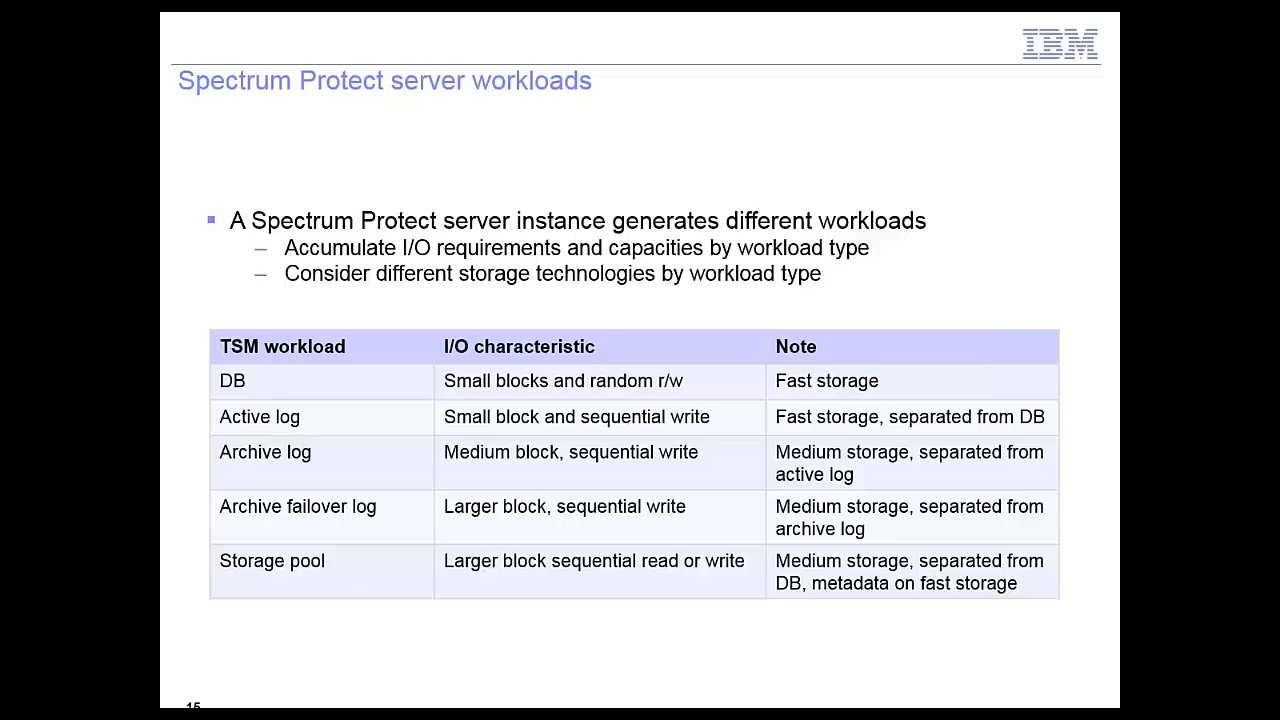 IBM
Spectrum Protect server workloads
A Spectrum Protect server instance generates different workloads
– Accumulate I/O requirements and capacities by workload type
– Consider different storage technologies by workload type
TSM workload I/O characteristic Note
DB Small blocks and random r/w Fast storage
Active log Small block and sequential write Fast storage, separated from DB
Archive log Medium block, sequential write Medium storage, separated from
active log
Archive failover log Larger block, sequential write Medium storage, separated from
archive log
Storage pool Larger block sequential read or write Medium storage, separated from
DB, metadata on fast storage
15